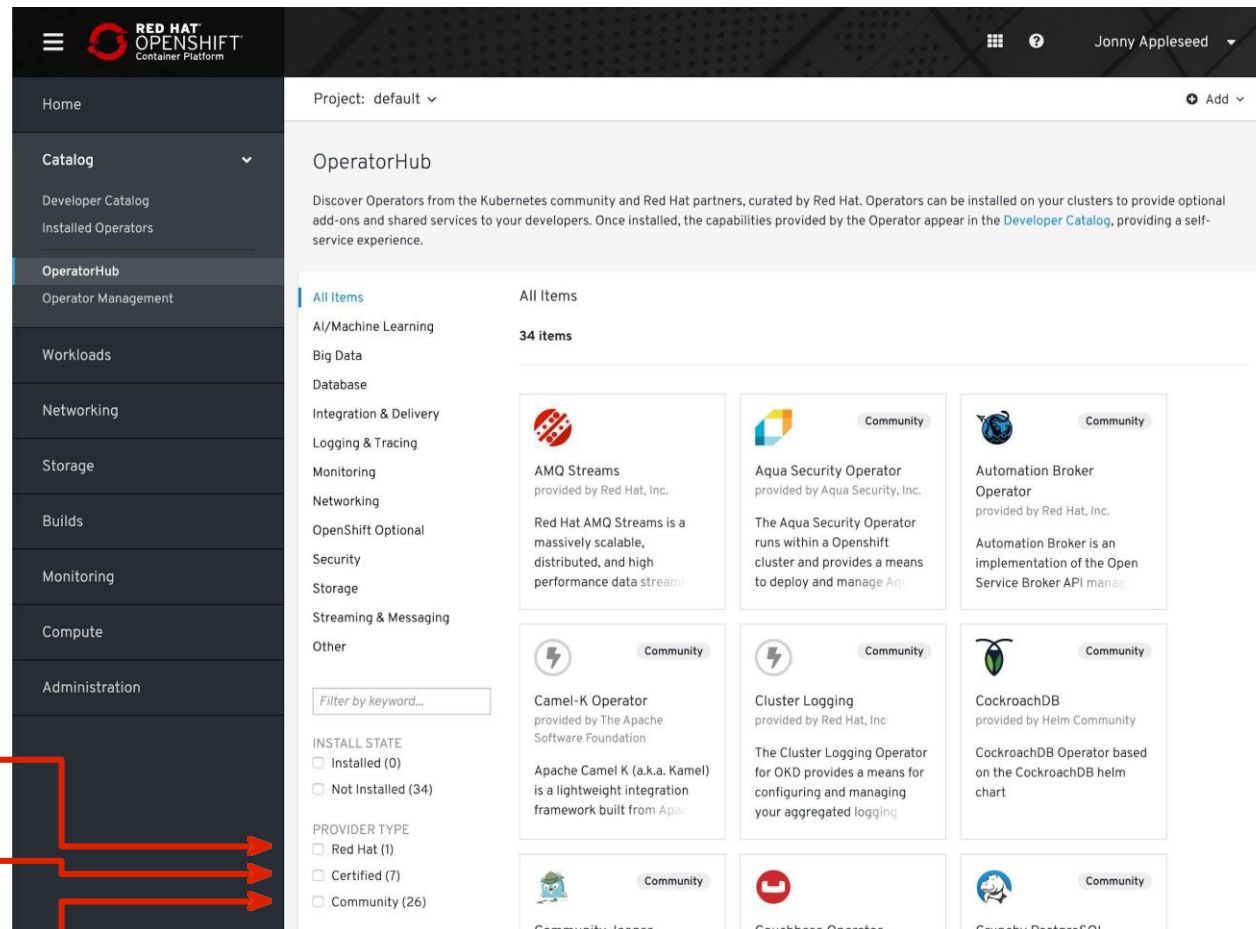 RED HAT
OPENSHIFT
Container Platform
Jonny Appleseed
Home
Catalog
Developer Catalog
Installed Operators
OperatorHub
Operator Management
Workloads
Networking
Storage
Builds
Monitoring
Compute
Administration
Project: default
Add
OperatorHub
Discover Operators from the Kubernetes community and Red Hat partners, curated by Red Hat. Operators can be installed on your clusters to provide optional
add-ons and shared services to your developers. Once installed, the capabilities provided by the Operator appear in the Developer Catalog, providing a self-
service experience.
All Items
AI/Machine Learning
Big Data
Database
Integration & Delivery
Logging & Tracing
Monitoring
Networking
OpenShift Optional
Security
Storage
Streaming & Messaging
Other
Filter by keyword...
INSTALL STATE
Installed (0)
Not Installed (34)
PROVIDER TYPE
Red Hat (1)
Certified (7)
Community (26)
All Items
34 items
AMQ Streams
provided by Red Hat, Inc.
Red Hat AMQ Streams is a
massively scalable,
distributed, and high
performance data stream
Community
Aqua Security Operator
provided by Aqua Security, Inc.
The Aqua Security Operator
runs within a Openshift
cluster and provides a means
to deploy and manage Aq
Community
Automation Broker
Operator
provided by Red Hat, Inc.
Automation Broker is an
implementation of the Open
Service Broker API manag
Community
Camel-K Operator
provided by The Apache
Software Foundation
Apache Camel K (a.k.a. Kamel)
is a lightweight integration
framework built from Apac
Community
Cluster Logging
provided by Red Hat, Inc
The Cluster Logging Operator
for OKD provides a means for
configuring and managing
your aggregated logging
Community
CockroachDB
provided by Helm Community
CockroachDB Operator based
on the CockroachDB helm
chart
Community
Community